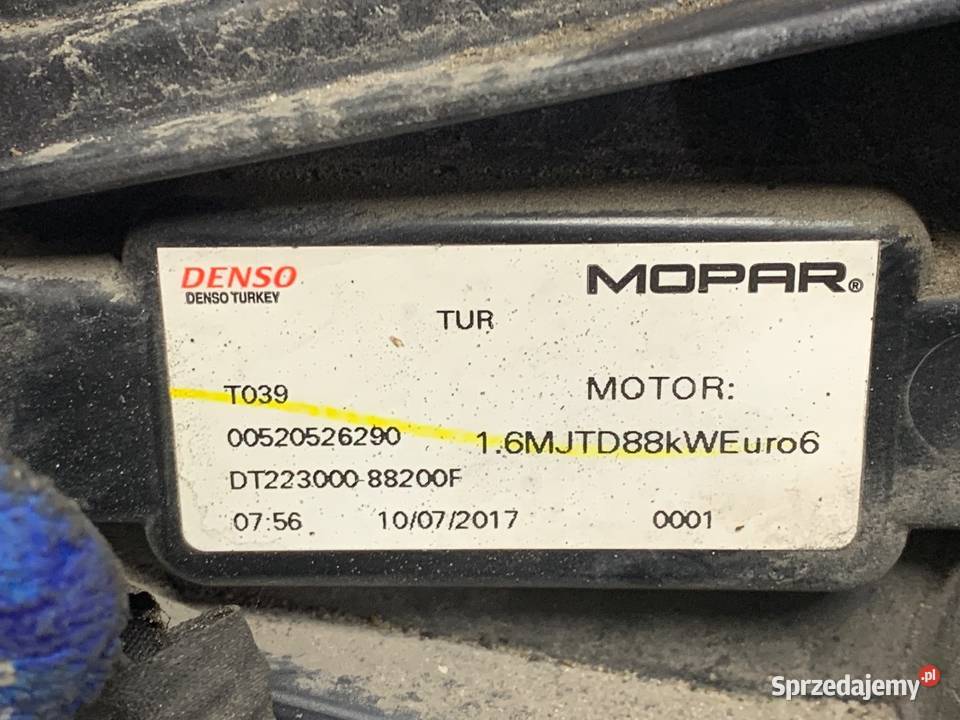 DENSO
DENSO TURKEY
MOPAR®
TUR
T039
MOTOR:
00520526290
1.6MJTD88kWEuro6
DT223000-88200F
07:56 10/07/2017 0001
Sprzedajemy.pl